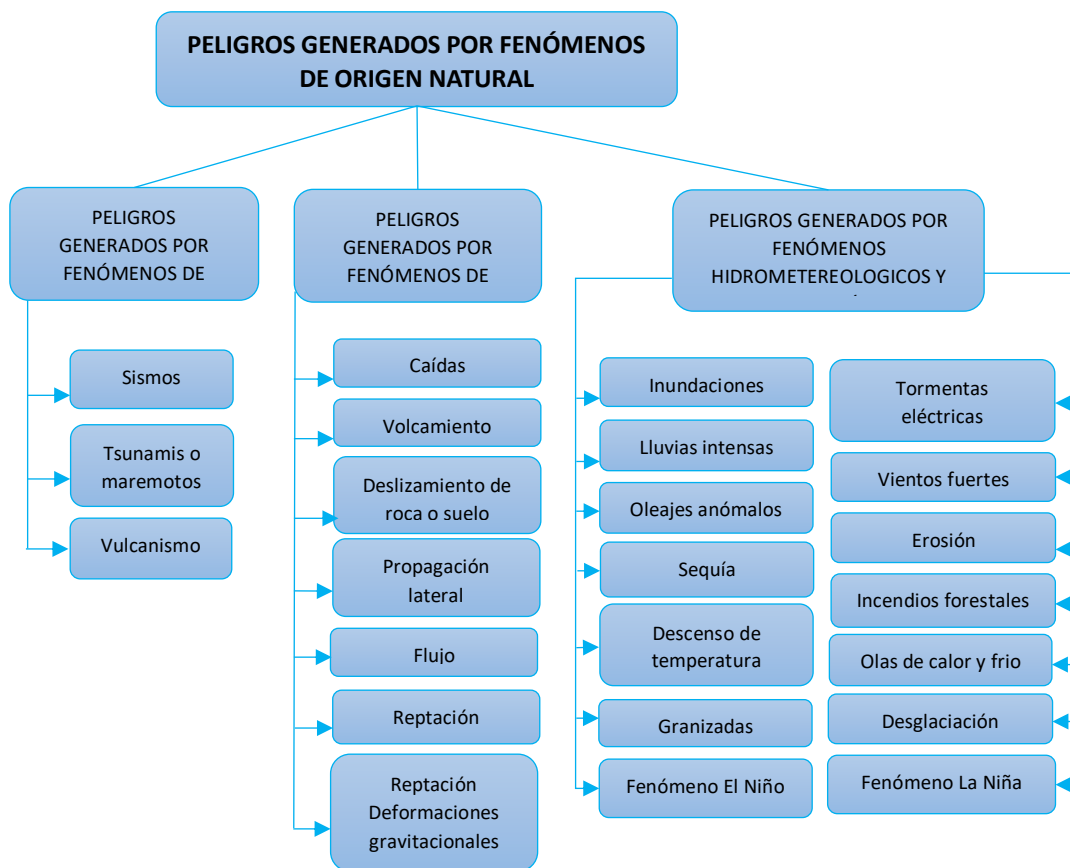 PELIGROS GENERADOS POR FENÓMENOS
DE ORIGEN NATURAL
PELIGROS
GENERADOS POR
FENÓMENOS DE
PELIGROS
GENERADOS POR
FENÓMENOS DE
PELIGROS GENERADOS POR
FENÓMENOS
HIDROMETEREOLOGICOS Y
Sismos
Tsunamis o
maremotos
Vulcanismo
Caídas
Volcamiento
Deslizamiento de
roca o suelo
Propagación
lateral
Flujo
Reptación
Reptación
Deformaciones
gravitacionales
Inundaciones
Lluvias intensas
Oleajes anómalos
Sequía
Descenso de
temperatura
Granizadas
Fenómeno El Niño
Tormentas
eléctricas
Vientos fuertes
Erosión
Incendios forestales
Olas de calor y frio
Desglaciación
Fenómeno La Niña